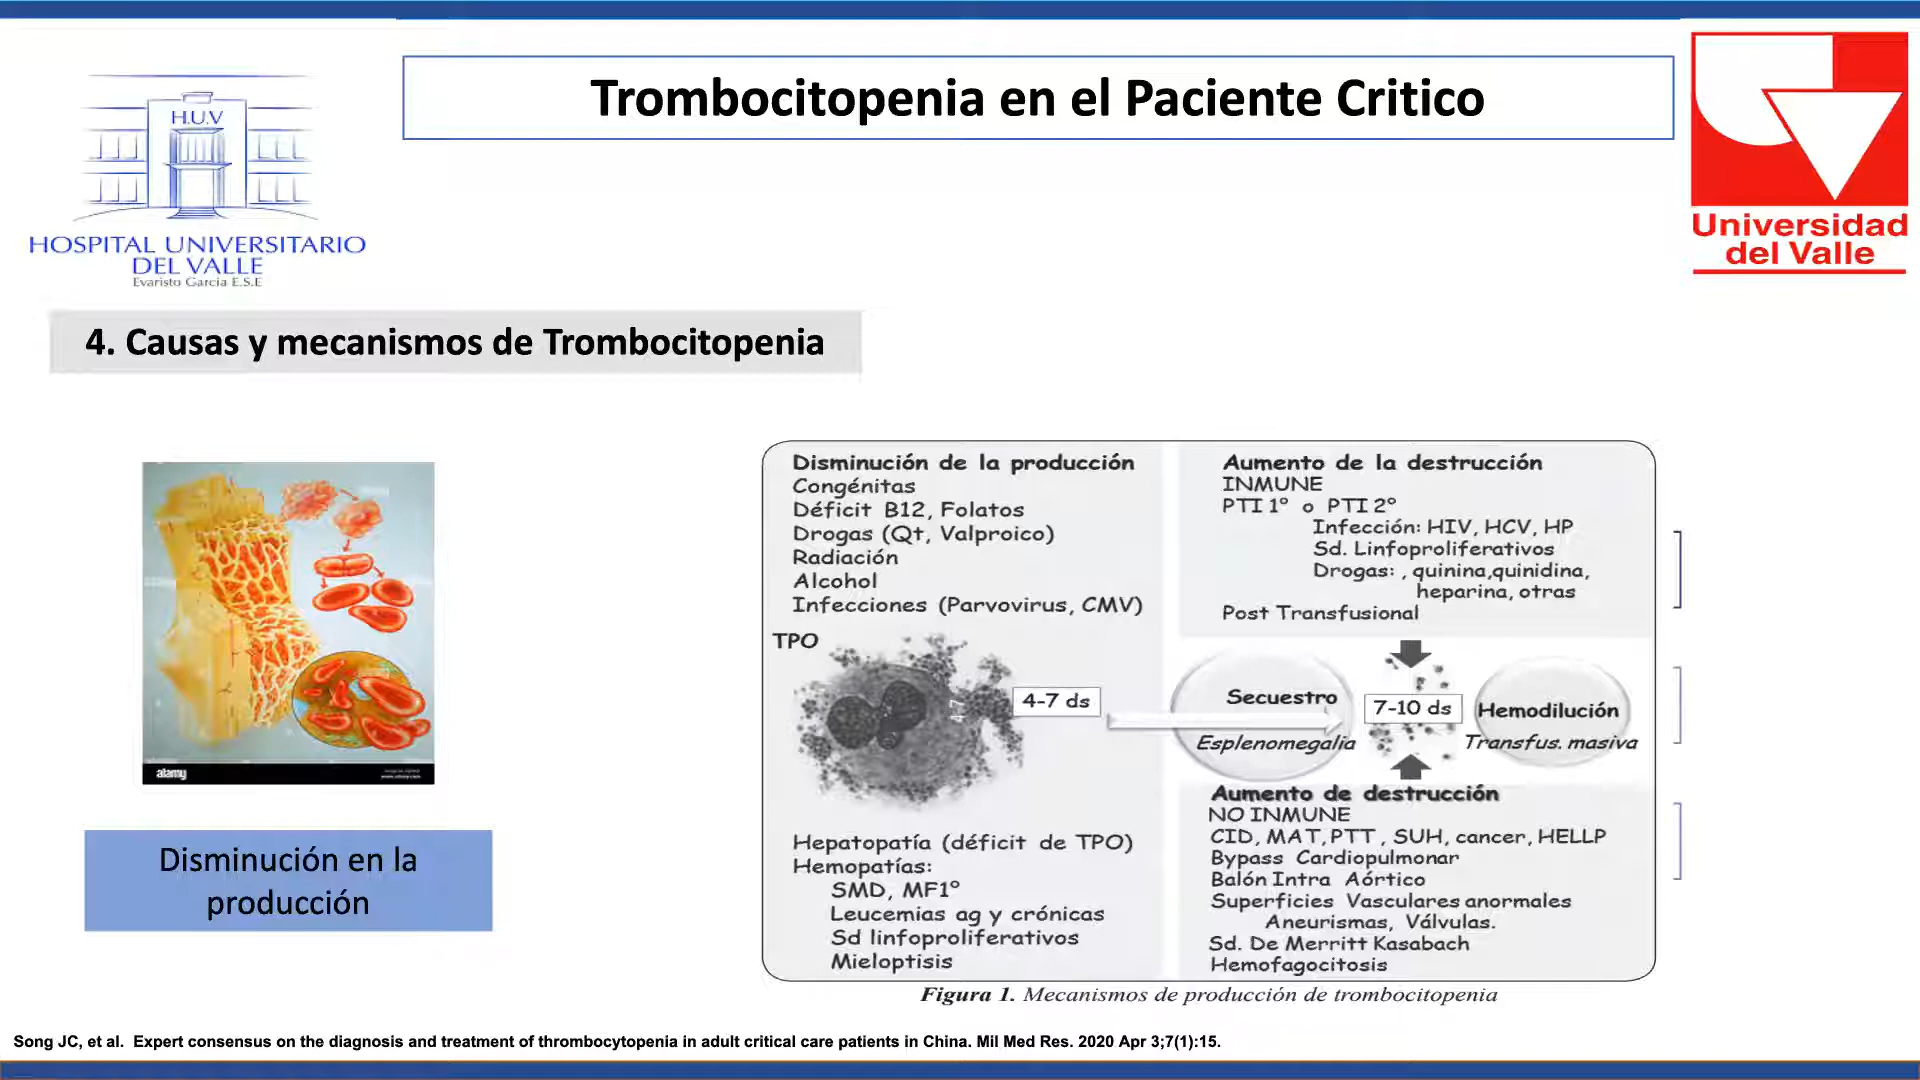 Trombocitopenia en el Paciente Critico
H.U.V
HOSPITAL UNIVERSITARIO
DEL VALLE
Evaristo Garcia E.S.E
Universidad
del Valle
4. Causas y mecanismos de Trombocitopenia
alamy
Disminución en la
producción
Disminución de la producción
Congénitas
Déficit B12, Folatos
Drogas (Qt, Valproico)
Radiación
Alcohol
Infecciones (Parvovirus, CMV)
TPO
4-7
4-7 ds
Hepatopatía (déficit de TPO)
Hemopatías:
SMD, MF1º
Leucemias ag y crónicas
Sd linfoproliferativos
Mieloptisis
Aumento de la destrucción
INMUNE
PTI 1º o PTI 2º
Infección: HIV, HCV, HP
Sd. Linfoproliferativos
Drogas: , quinina,quinidina,
heparina, otras
Post Transfusional
Secuestro
Esplenomegalia
7-10 ds
Hemodilución
Transfus. masiva
Aumento de destrucción
NO INMUNE
CID, MAT, PTT , SUH, cancer, HELLP
Bypass Cardiopulmonar
Balón Intra Aórtico
Superficies Vasculares anormales
Aneurismas, Válvulas.
Sd. De Merritt Kasabach
Hemofagocitosis
Figura 1. Mecanismos de producción de trombocitopenia
Song JC, et al. Expert consensus on the diagnosis and treatment of thrombocytopenia in adult critical care patients in China. Mil Med Res. 2020 Apr 3;7(1):15.